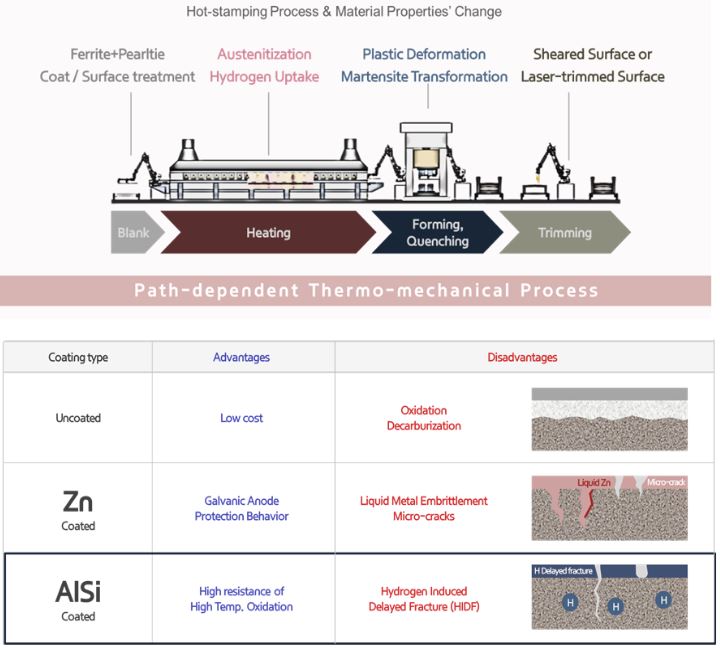 Hot-stamping Process & Material Properties' Change
Ferrite+Pearltie
Coat / Surface treatment
Austenitization
Hydrogen Uptake
Plastic Deformation
Martensite Transformation
Sheared Surface or
Laser-trimmed Surface
Blank
Heating
Forming,
Quenching
Trimming
Path-dependent Thermo-mechanical Process
Coating type
Advantages
Disadvantages
Uncoated
Low cost
Oxidation
Decarburization
Zn
Coated
Galvanic Anode
Protection Behavior
Liquid Metal Embrittlement
Micro-cracks
Liquid Zn
Micro-crack
AlSi
Coated
High resistance of
High Temp. Oxidation
Hydrogen Induced
Delayed Fracture (HIDF)
H Delayed fracture
H
H
H